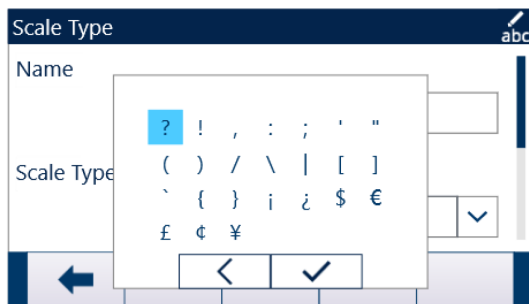 Scale Type
abc
Name
? ! , : ; ' "
( ) / \ | [ ]
Scale Type
` { } ¡ ¿ $ €
£ ¢ ¥